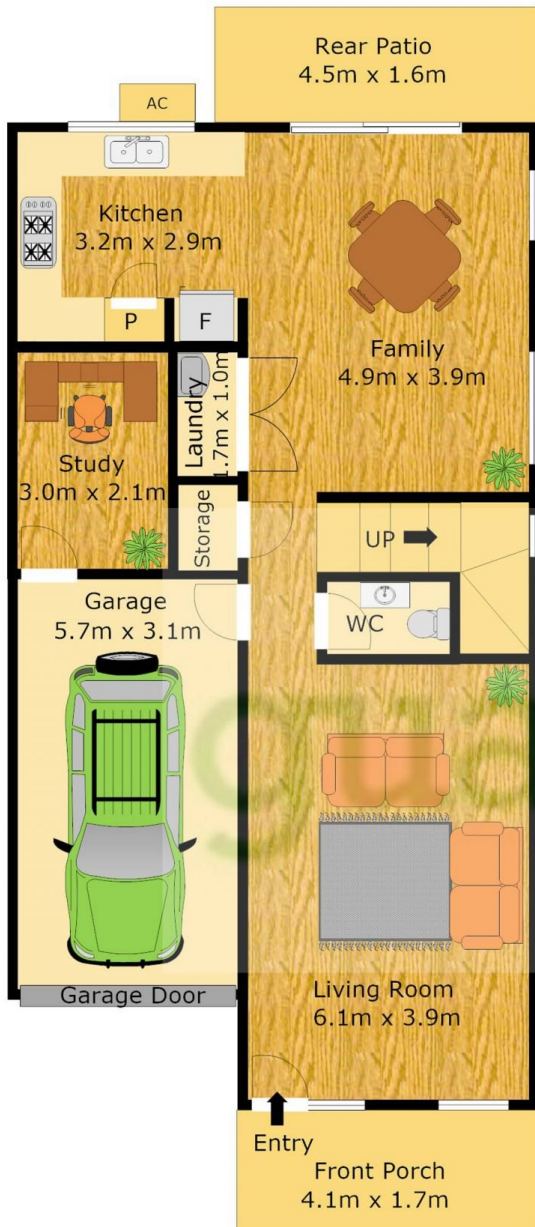 Rear Patio
4.5m x 1.6m
AC
Kitchen
3.2m x 2.9m
P
F
Family
4.9m x 3.9m
Laundry
1.7m x 1.0m
Study
3.0m x 2.1m
Storage
UP
Garage
5.7m x 3.1m
WC
Living Room
6.1m x 3.9m
Garage Door
Entry
Front Porch
4.1m x 1.7m